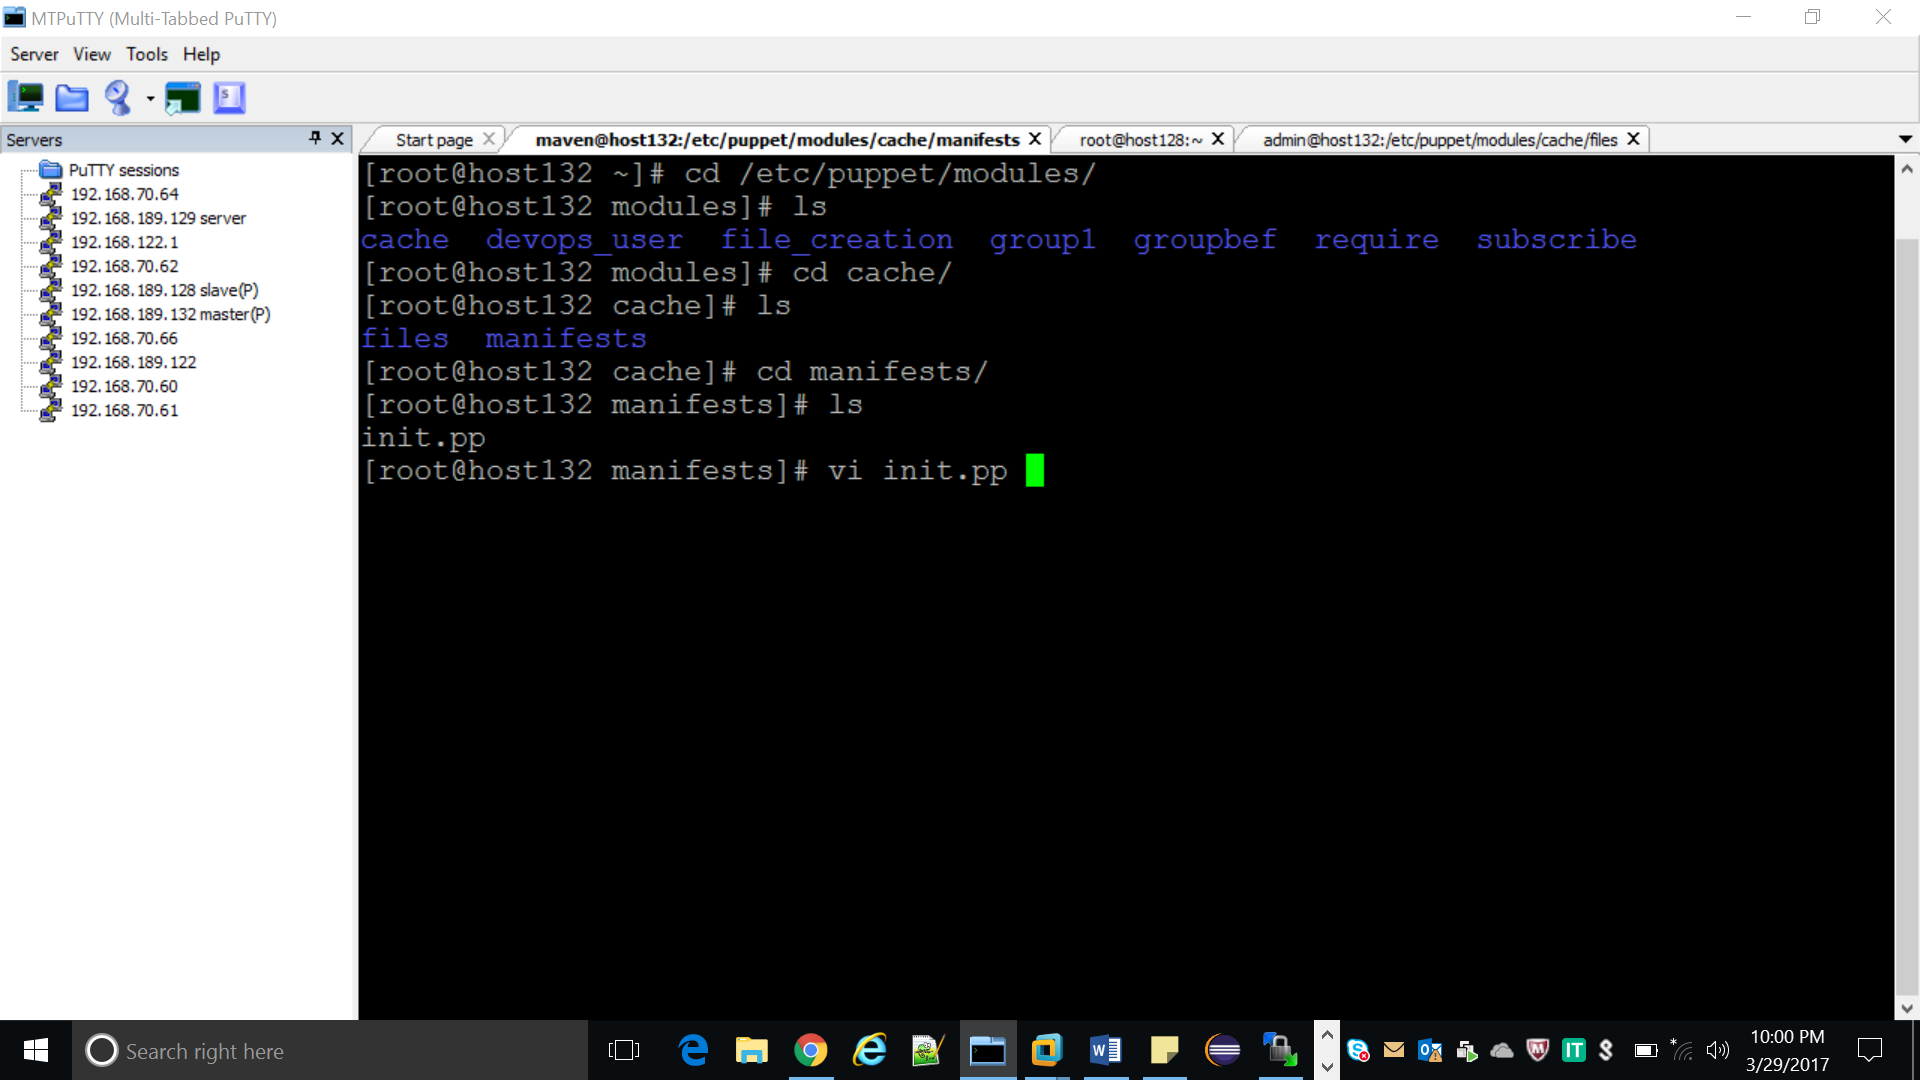 MTPuTTY (Multi-Tabbed PuTTY)
Server View Tools Help
Servers
PuTTY sessions
192.168.70.64
192.168.189.129 server
192.168.122.1
192.168.70.62
192.168.189.128 slave(P)
192.168.189.132 master(P)
192.168.70.66
192.168.189.122
192.168.70.60
192.168.70.61
Start page maven@host132:/etc/puppet/modules/cache/manifests root@host128:~ admin@host132:/etc/puppet/modules/cache/files
[root@host132 ~]# cd /etc/puppet/modules/
[root@host132 modules]# ls
cache devops_user file_creation group1 groupbef require subscribe
[root@host132 modules]# cd cache/
[root@host132 cache]# ls
files manifests
[root@host132 cache]# cd manifests/
[root@host132 manifests]# ls
init.pp
[root@host132 manifests]# vi init.pp
Search right here
IT
10:00 PM
3/29/2017